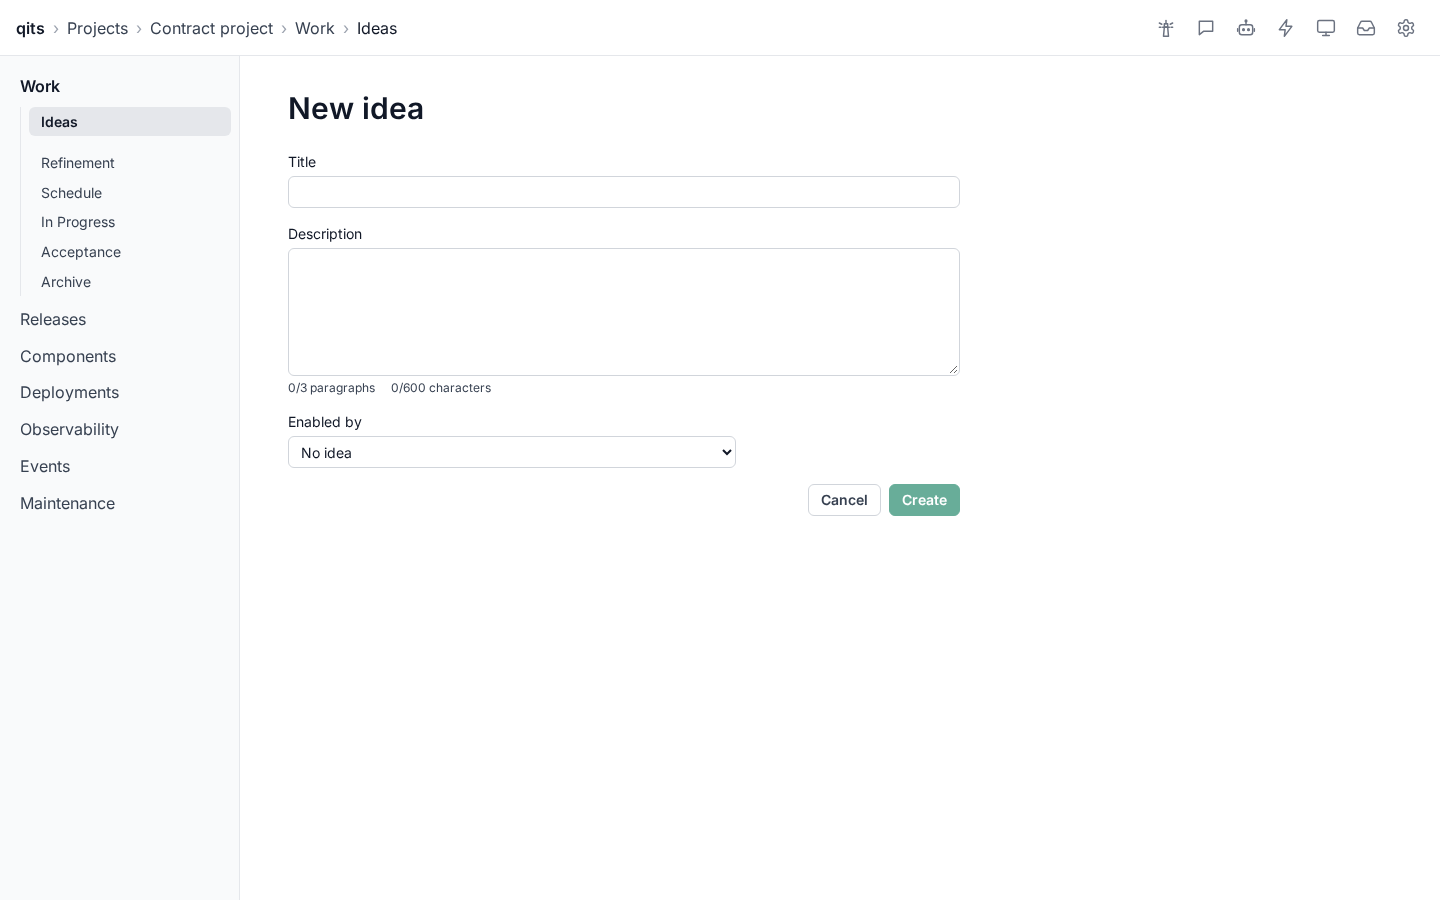 qits › Projects › Contract project › Work › Ideas
Work
Ideas
Refinement
Schedule
In Progress
Acceptance
Archive
Releases
Components
Deployments
Observability
Events
Maintenance
New idea
Title
Description
0/3 paragraphs 0/600 characters
Enabled by
No idea
Cancel Create